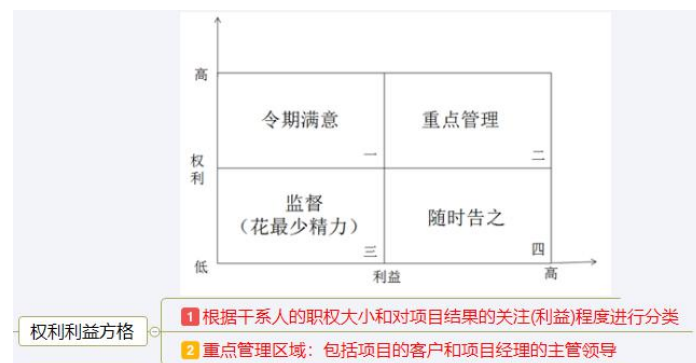 高
令期满意
重点管理
一
二
权
利
监督
（花最少精力）
随时告之
三
四
低
利益
高
权利利益方格
1 根据干系人的职权大小和对项目结果的关注(利益)程度进行分类
2 重点管理区域：包括项目的客户和项目经理的主管领导